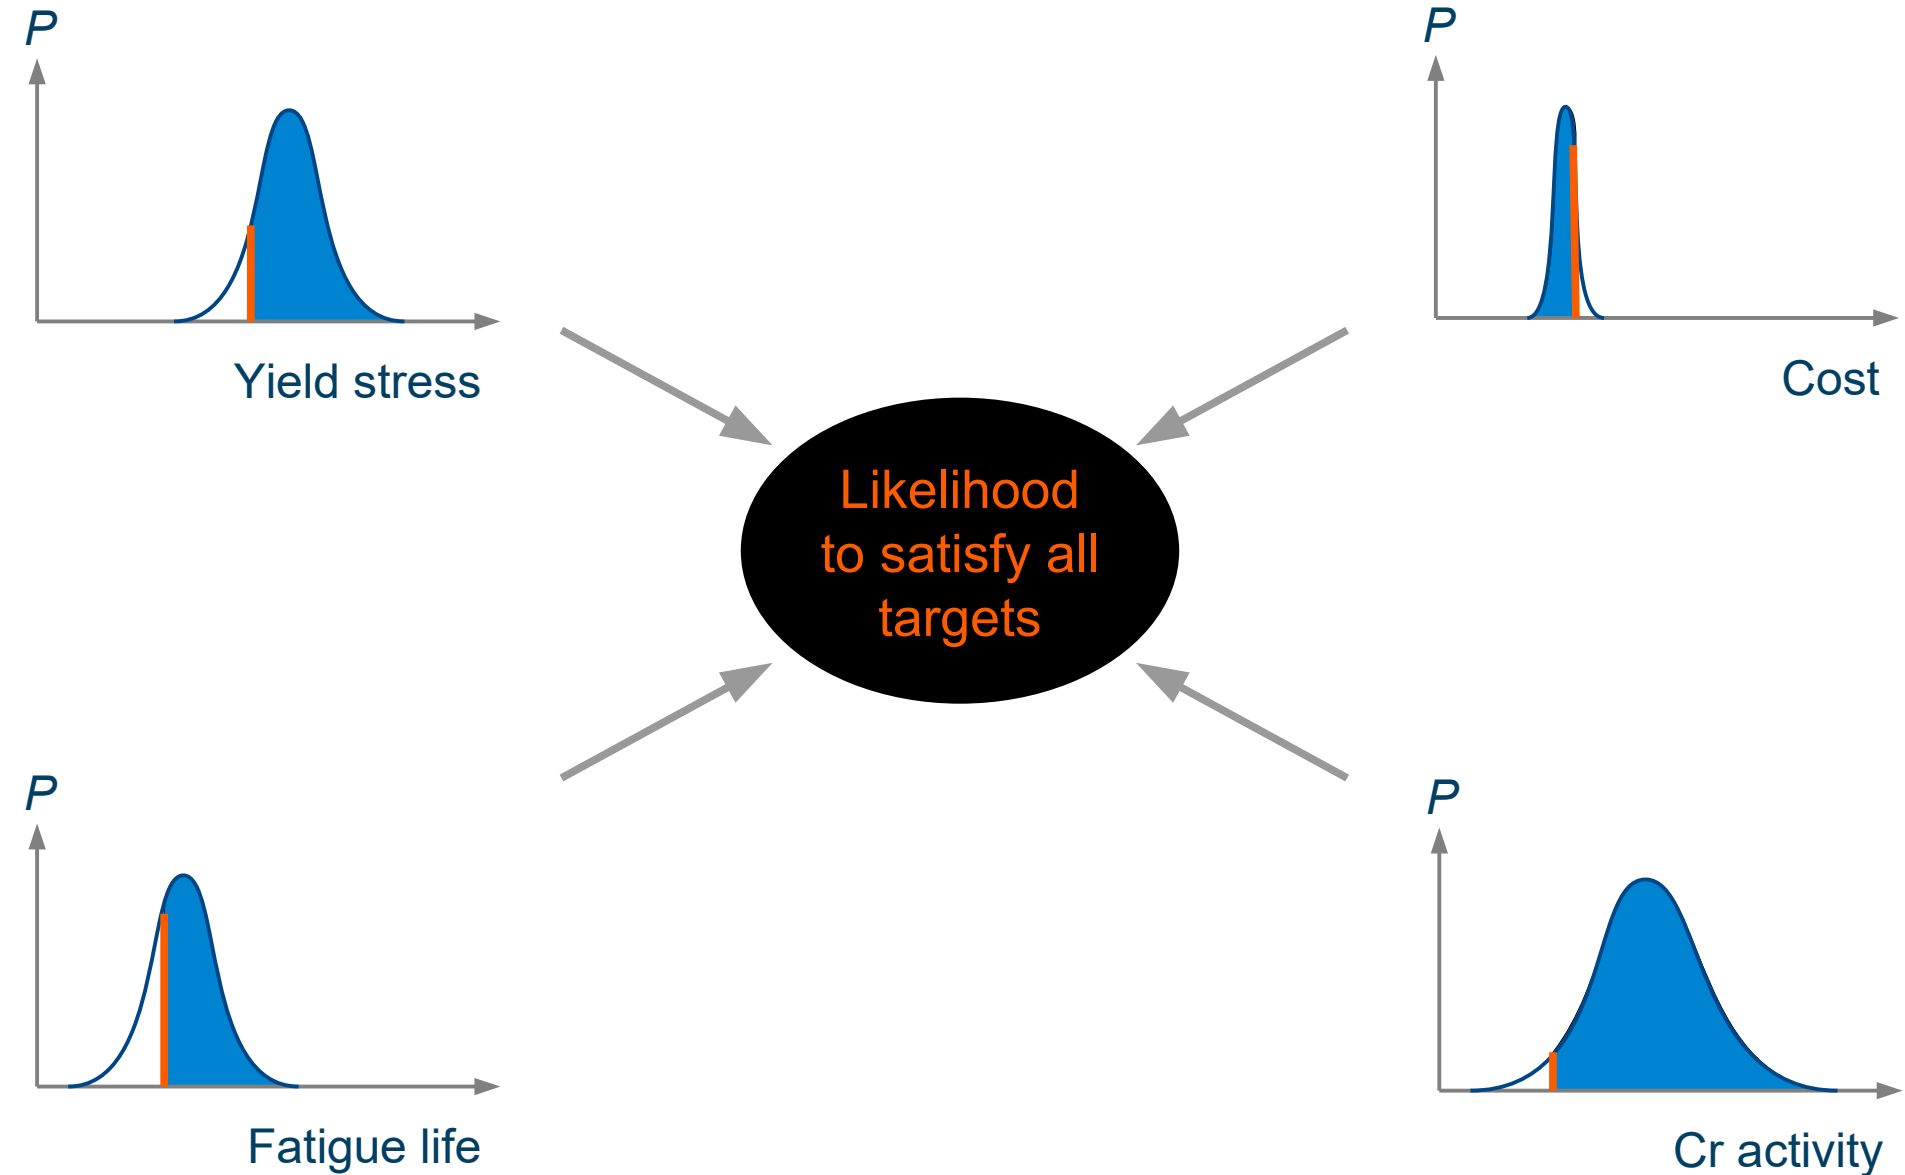 P
P
Yield stress
Cost
Likelihood
to satisfy all
targets
P
P
Fatigue life
Cr activity